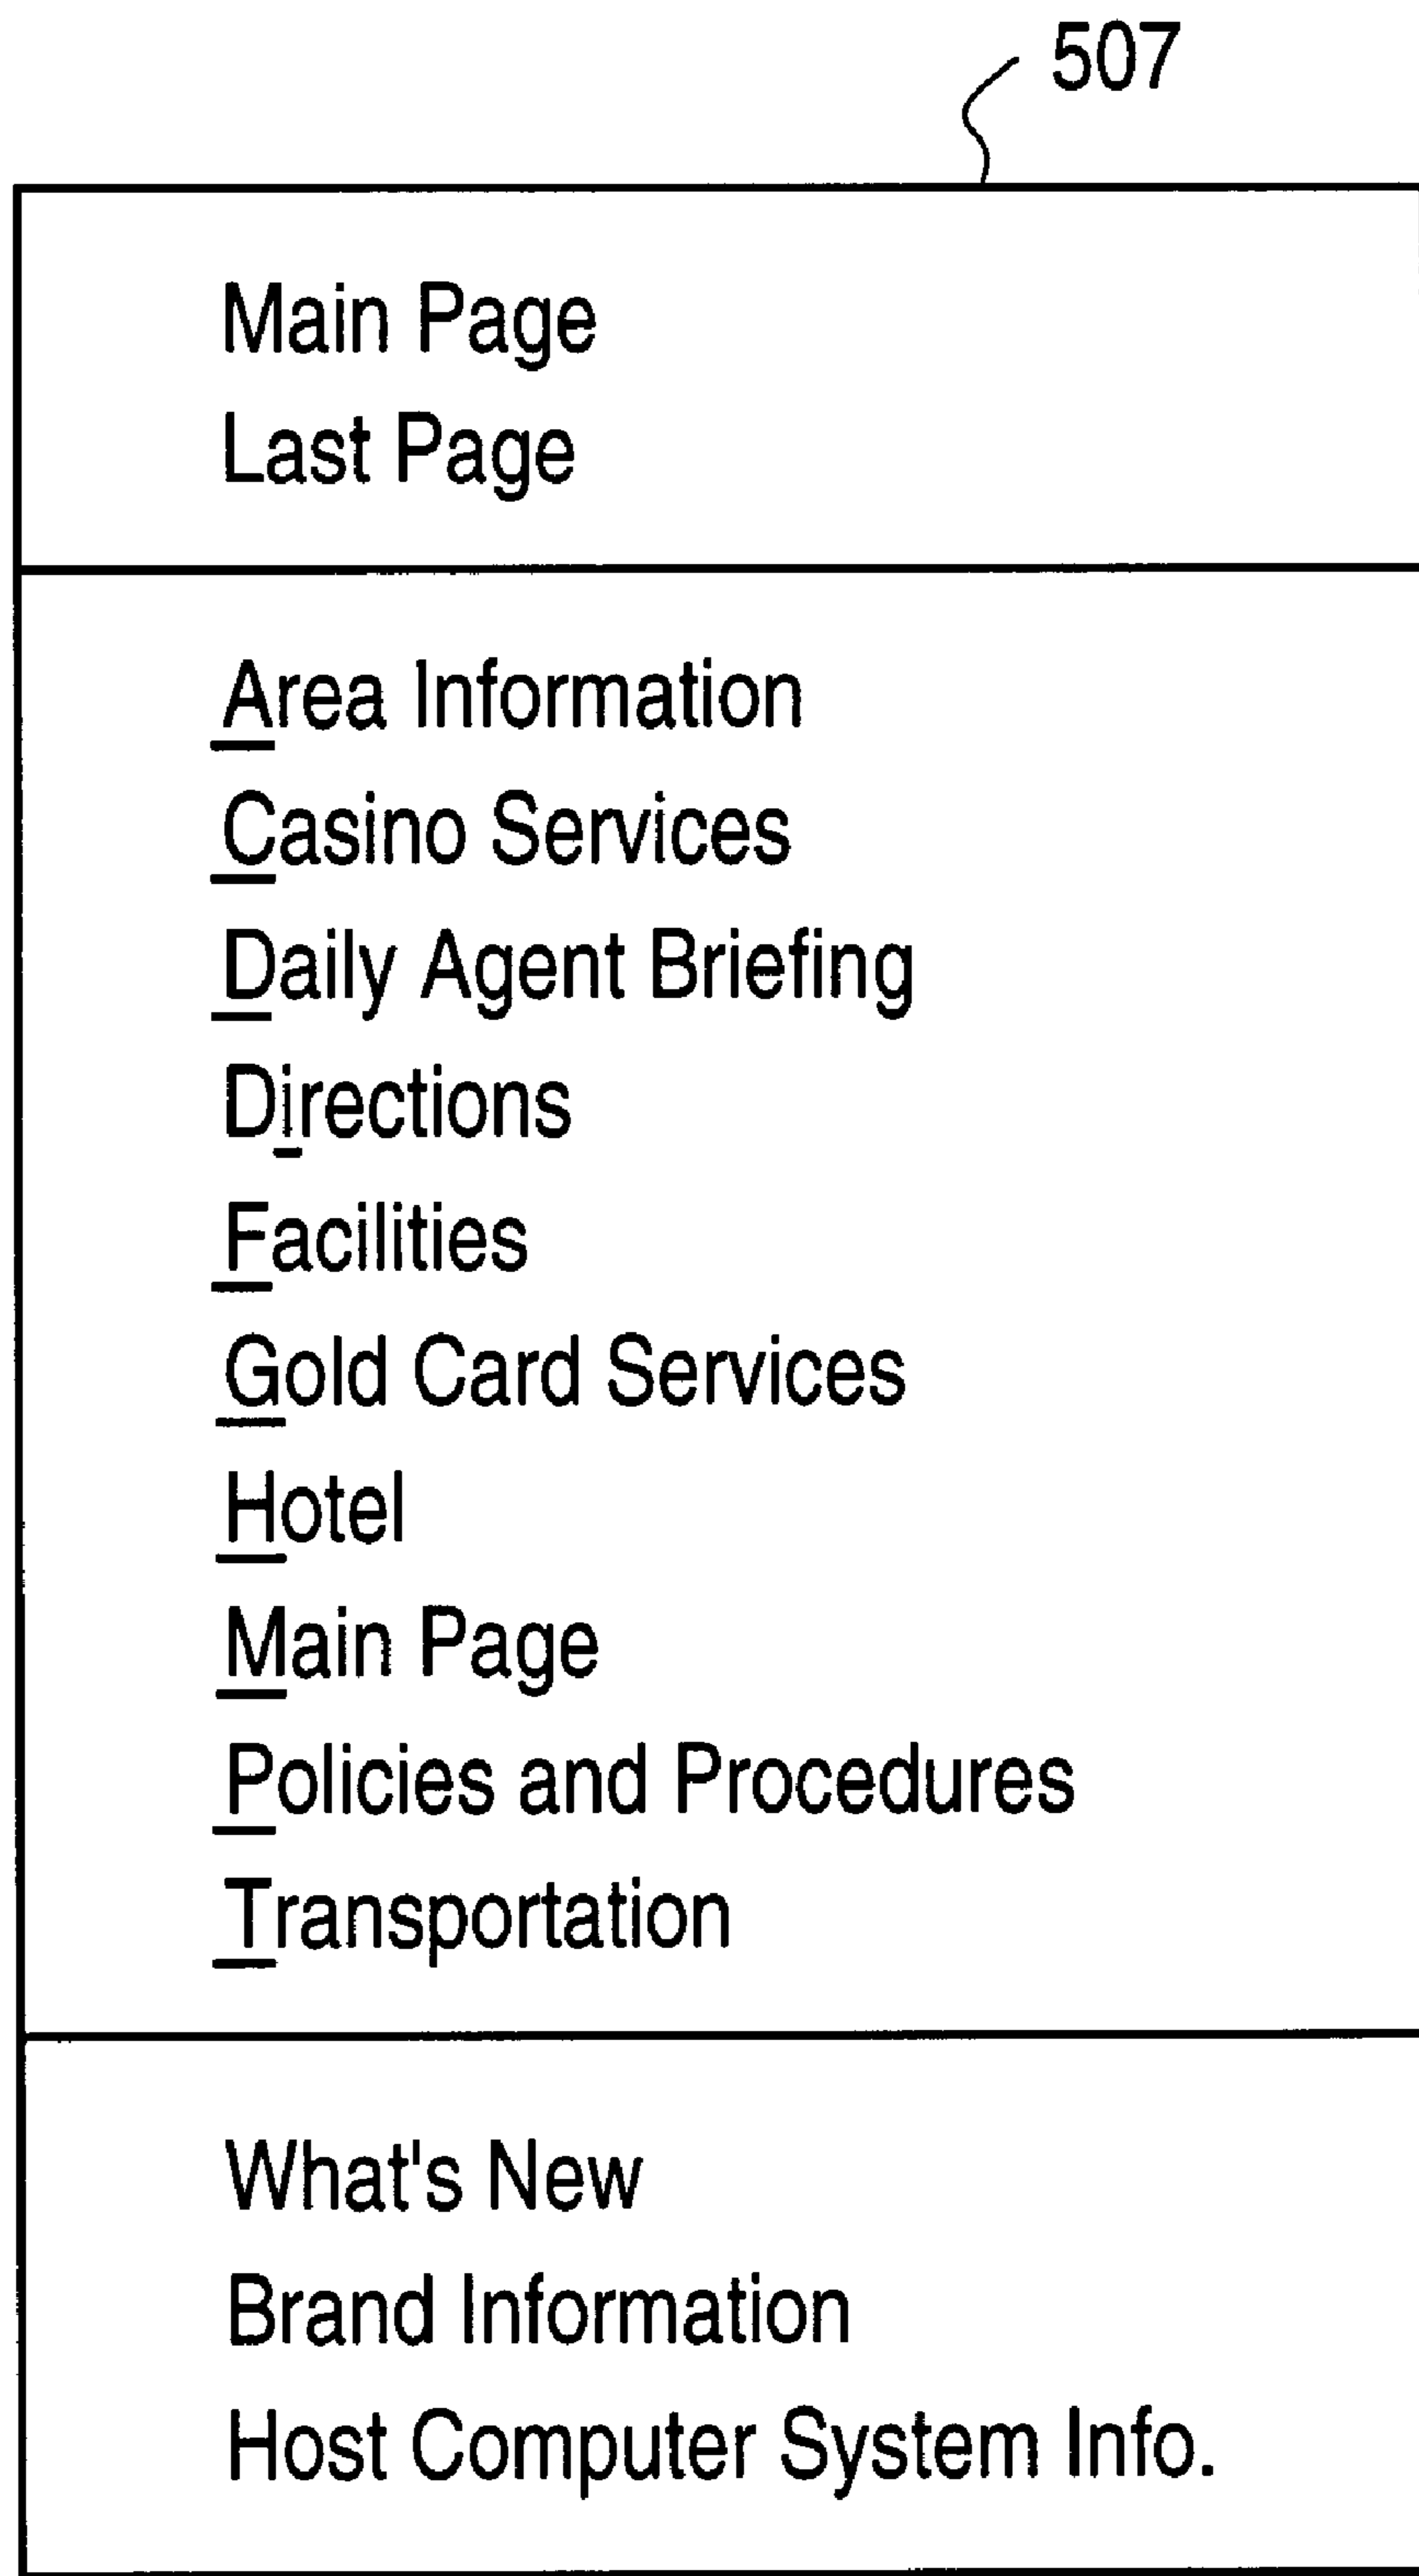 507
Main Page
Last Page
Area Information
Casino Services
Daily Agent Briefing
Directions
Facilities
Gold Card Services
Hotel
Main Page
Policies and Procedures
Transportation
What's New
Brand Information
Host Computer System Info.